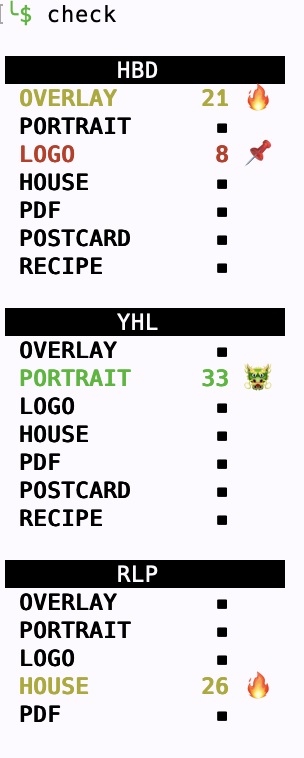 ╰$ check
HBD
OVERLAY 21 🔥
PORTRAIT ▪
LOGO 8 📌
HOUSE ▪
PDF ▪
POSTCARD ▪
RECIPE ▪
YHL
OVERLAY ▪
PORTRAIT 33 🐲
LOGO ▪
HOUSE ▪
PDF ▪
POSTCARD ▪
RECIPE ▪
RLP
OVERLAY ▪
PORTRAIT ▪
LOGO ▪
HOUSE 26 🔥
PDF ▪